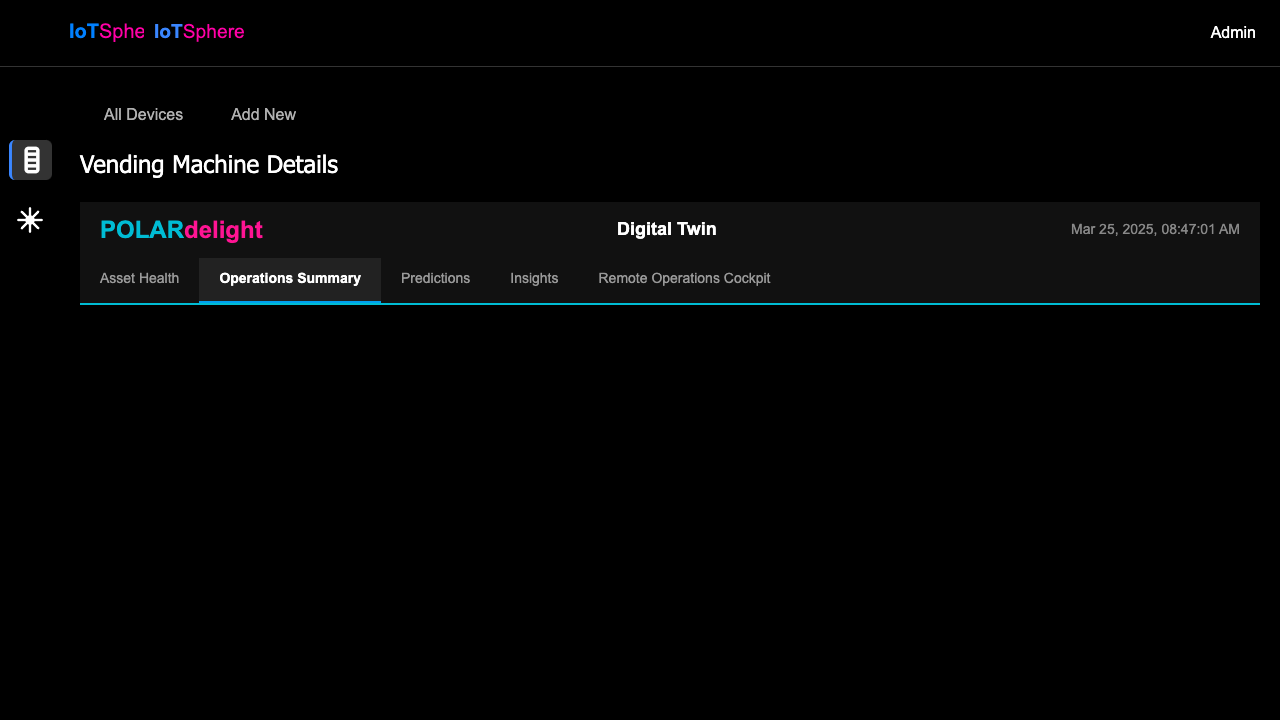 IoTSphe IoTSphere
Admin
All Devices Add New
Vending Machine Details
POLARdelight Digital Twin Mar 25, 2025, 08:47:01 AM
Asset Health Operations Summary Predictions Insights Remote Operations Cockpit